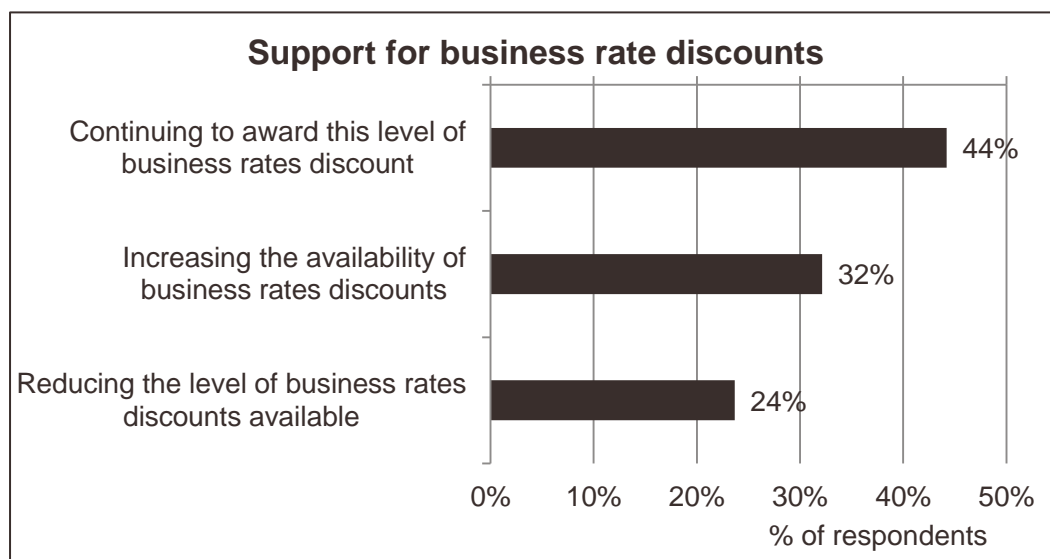 Support for business rate discounts
Continuing to award this level of
business rates discount
44%
Increasing the availability of
business rates discounts
32%
Reducing the level of business rates
discounts available
24%
0% 10% 20% 30% 40% 50%
% of respondents